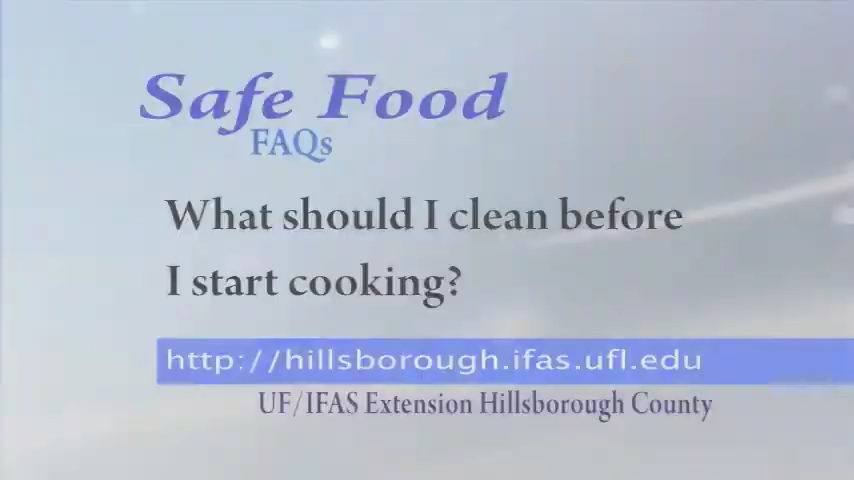 Safe Food
FAQs
What should I clean before
I start cooking?
http://hillsborough.ifas.ufl.edu
UF/IFAS Extension Hillsborough County